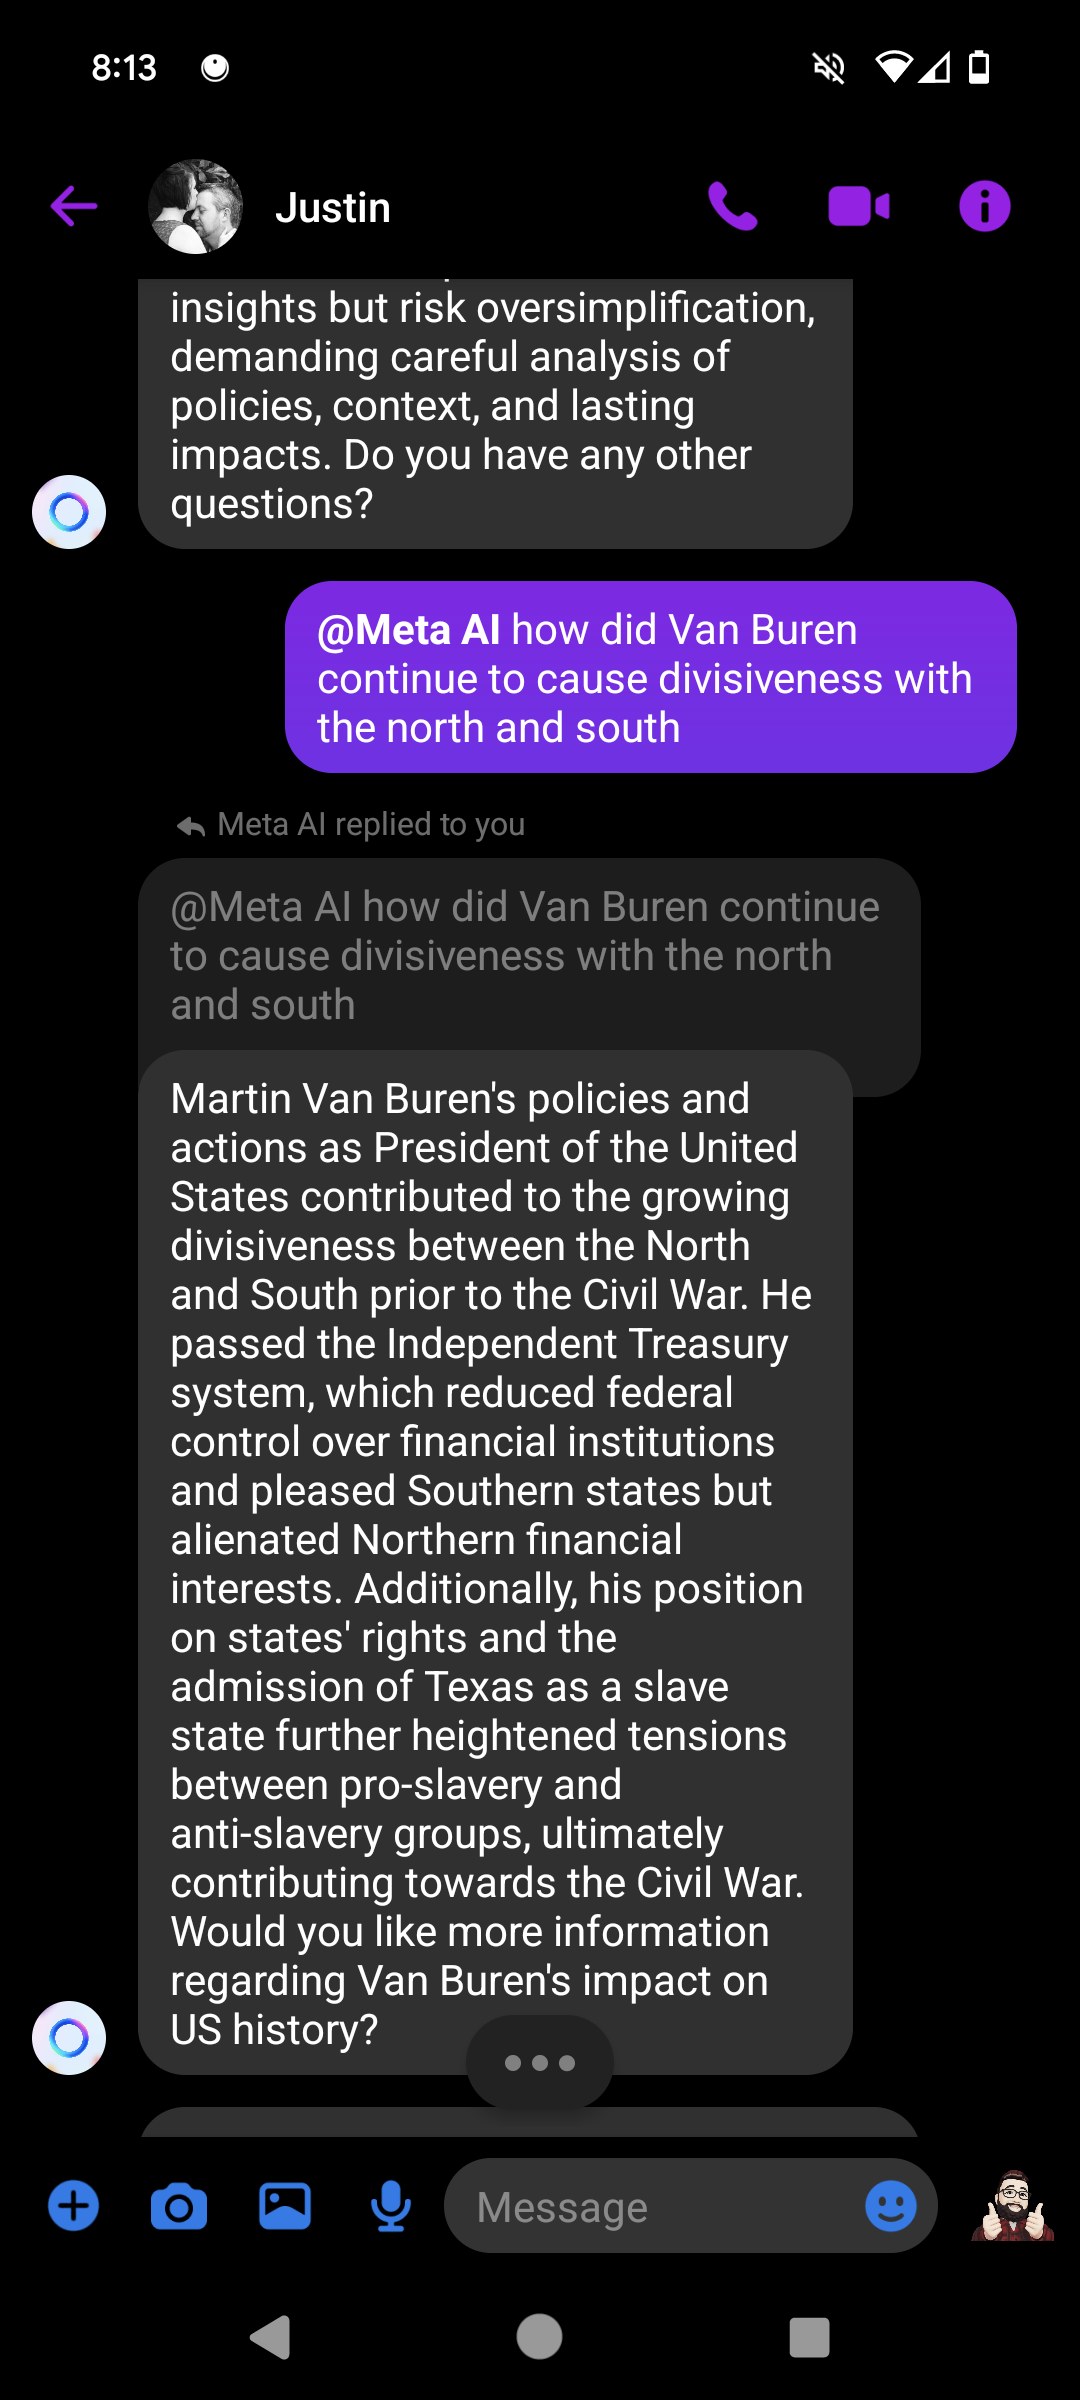 8:13
Justin
insights but risk oversimplification,
demanding careful analysis of
policies, context, and lasting
impacts. Do you have any other
questions?
@Meta AI how did Van Buren
continue to cause divisiveness with
the north and south
Meta AI replied to you
@Meta AI how did Van Buren continue
to cause divisiveness with the north
and south
Martin Van Buren's policies and
actions as President of the United
States contributed to the growing
divisiveness between the North
and South prior to the Civil War. He
passed the Independent Treasury
system, which reduced federal
control over financial institutions
and pleased Southern states but
alienated Northern financial
interests. Additionally, his position
on states' rights and the
admission of Texas as a slave
state further heightened tensions
between pro-slavery and
anti-slavery groups, ultimately
contributing towards the Civil War.
Would you like more information
regarding Van Buren's impact on
US history?
Message